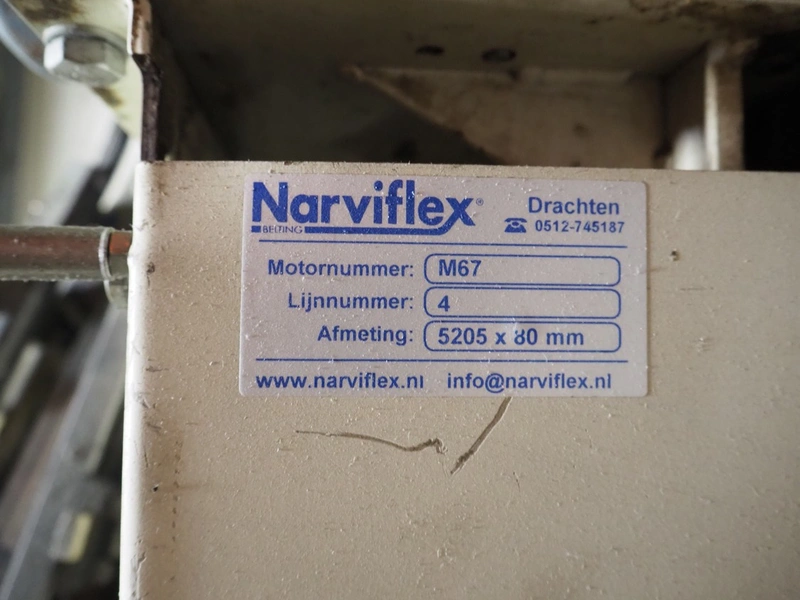 Narviflex®
BELTING
Drachten
☎ 0512-745187
Motornummer: M67
Lijnnummer: 4
Afmeting: 5205 x 80 mm
www.narviflex.nl info@narviflex.nl